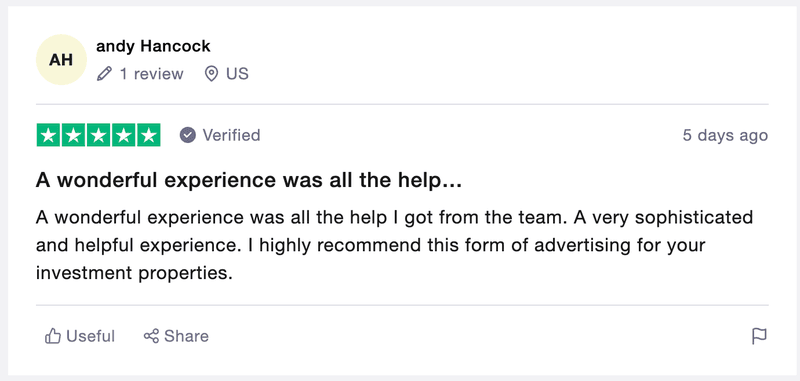 AH
andy Hancock
1 review US
Verified 5 days ago
A wonderful experience was all the help...
A wonderful experience was all the help I got from the team. A very sophisticated
and helpful experience. I highly recommend this form of advertising for your
investment properties.
Useful Share